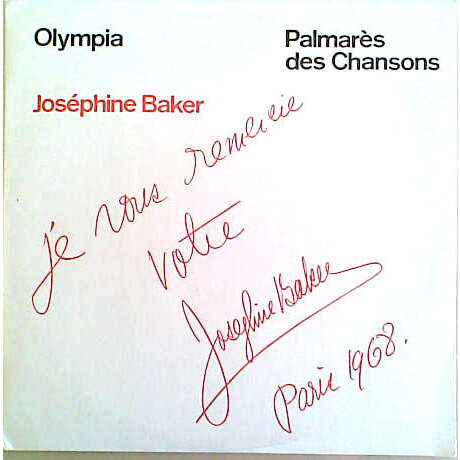 Olympia
Palmarès
des Chansons
Joséphine Baker
je vous remercie
votre
Josephine Baker
Paris 1968.